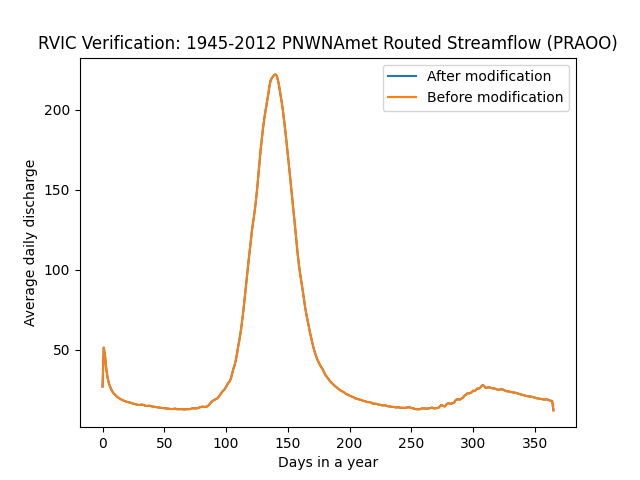 RVIC Verification: 1945-2012 PNWNAmet Routed Streamflow (PRAOO)
After modification
Before modification
Average daily discharge
200
150
100
50
0
50
100
150
200
250
300
350
Days in a year